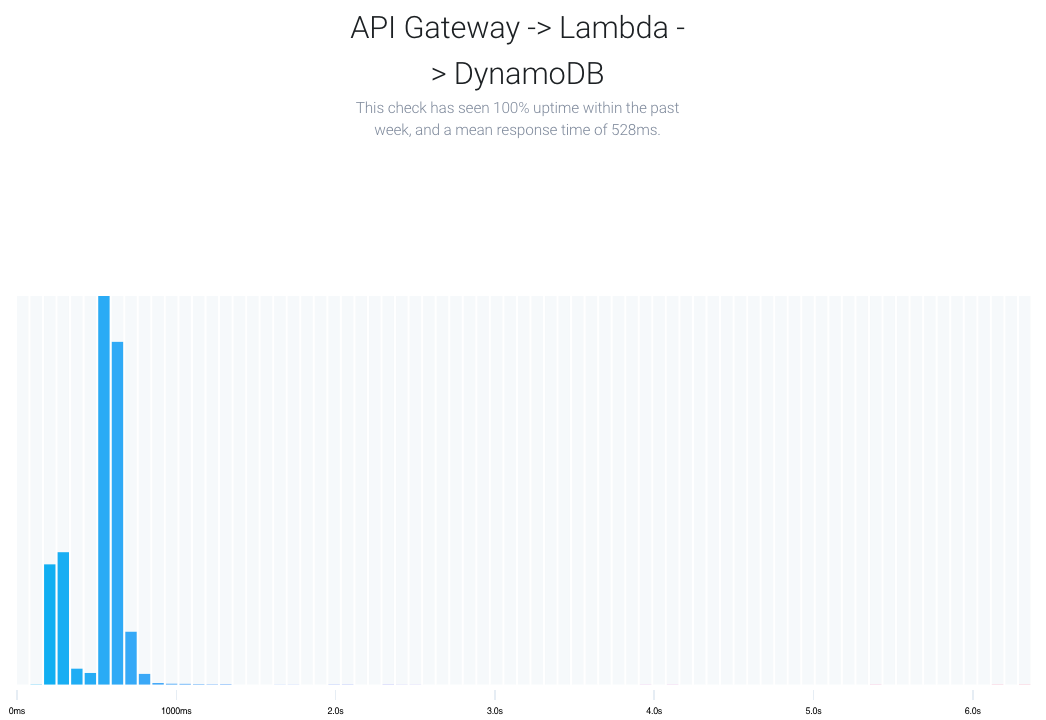 API Gateway -> Lambda -
> DynamoDB
This check has seen 100% uptime within the past
week, and a mean response time of 528ms.
0ms 1000ms 2.0s 3.0s 4.0s 5.0s 6.0s